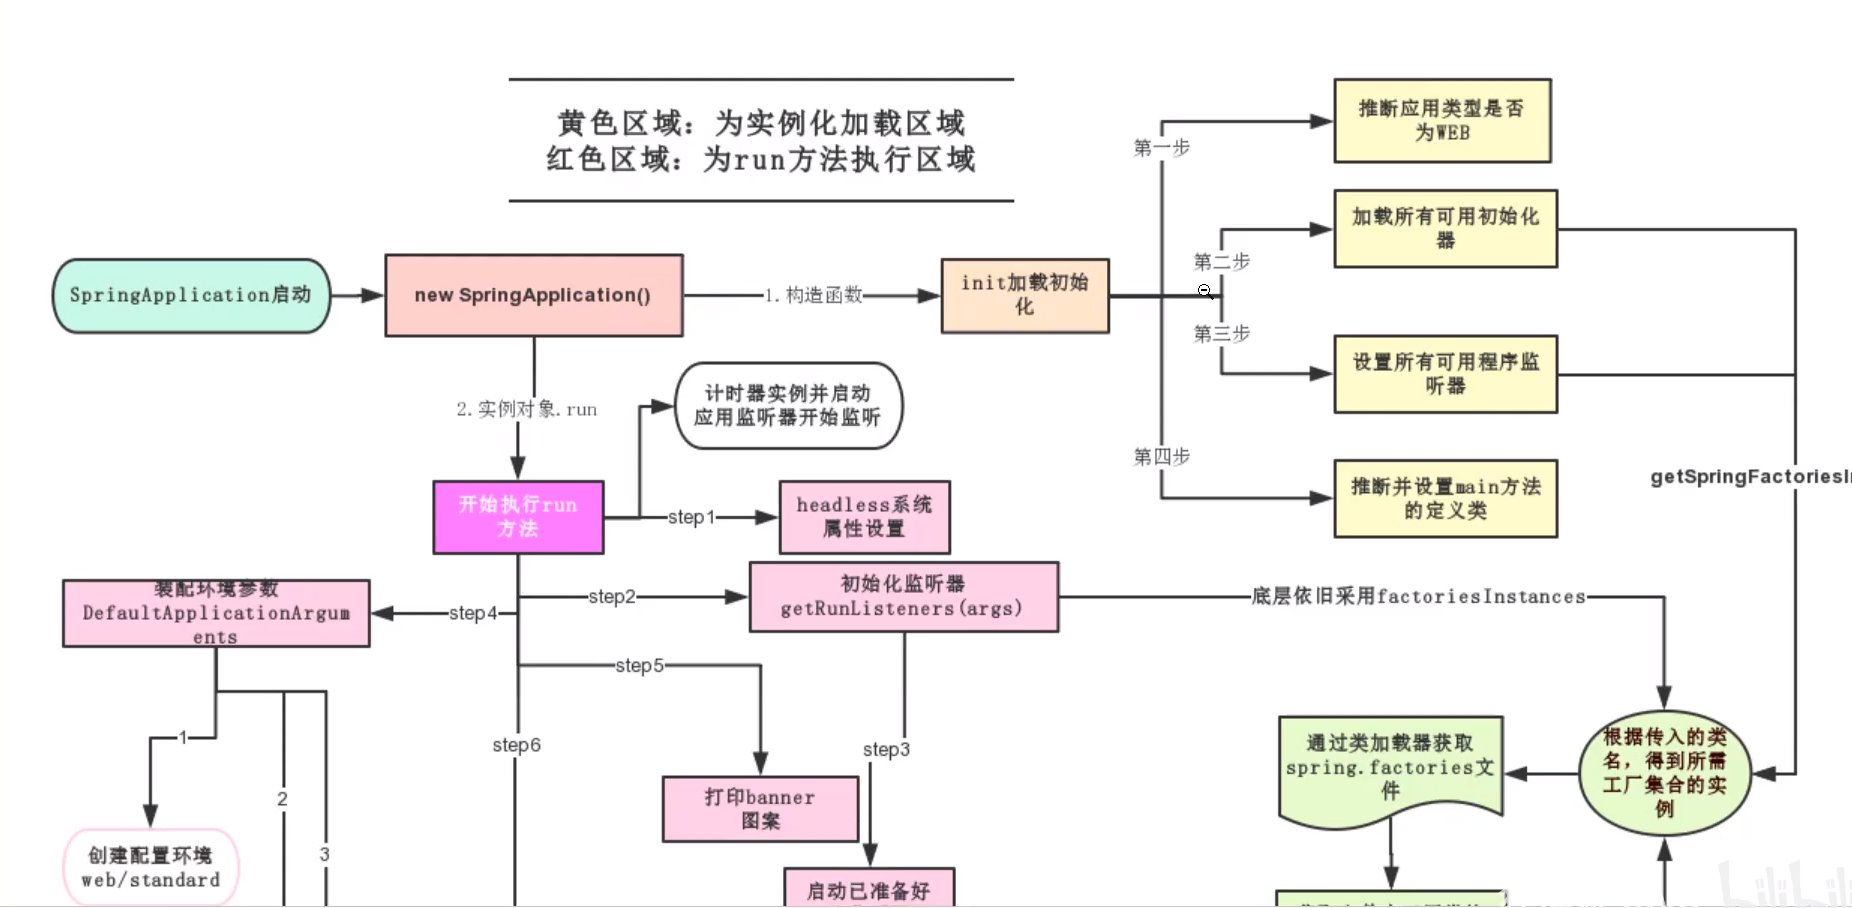 黄色区域：为实例化加载区域
红色区域：为run方法执行区域
推断应用类型是否
为WEB
第一步
加载所有可用初始化
器
第二步
SpringApplication启动
new SpringApplication()
1.构造函数
init加载初始
化
第三步
设置所有可用程序监
听器
计时器实例并启动
应用监听器开始监听
2.实例对象.run
第四步
getSpringFactoriesI
推断并设置main方法
的定义类
开始执行run
方法
step1
headless系统
属性设置
装配环境参数
DefaultApplicationArgum
ents
step4
step2
初始化监听器
getRunListeners(args)
底层依旧采用factoriesInstances
step5
1
step6
step3
通过类加载器获取
spring.factories文
件
根据传入的类
名，得到所需
工厂集合的实
例
2
打印banner
图案
3
创建配置环境
web/standard
启动已准备好
bilibili